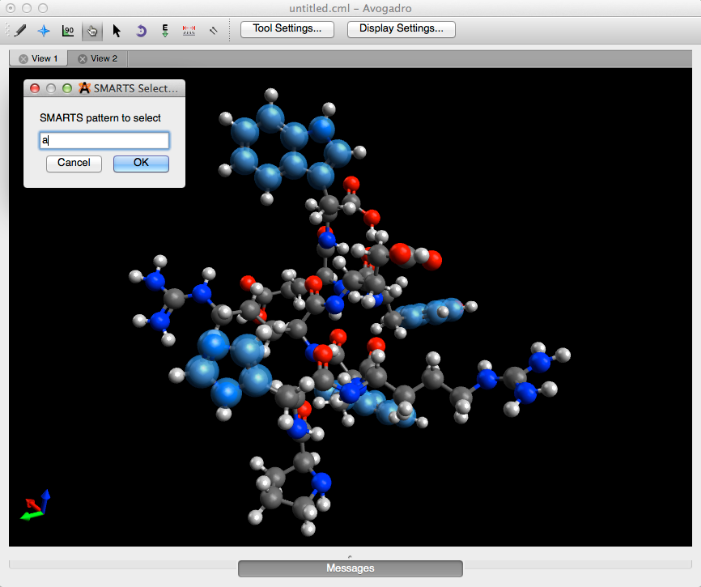 untitled.cml – Avogadro
90
E
Tool Settings...
Display Settings...
View 1
View 2
SMARTS Select...
SMARTS pattern to select
a
Cancel
OK
Messages